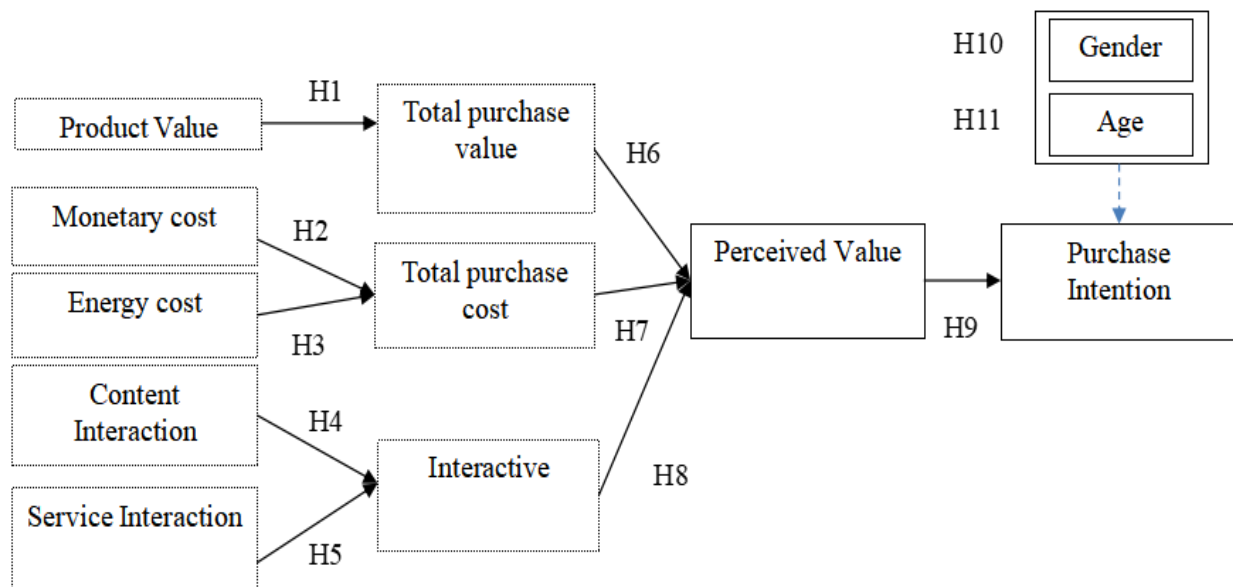 H10
Gender
H11
Age
H1
Product Value
Total purchase
value
H6
Monetary cost
H2
Energy cost
H3
Total purchase
cost
H7
Perceived Value
H9
Purchase
Intention
Content
Interaction
H4
Service Interaction
H5
Interactive
H8